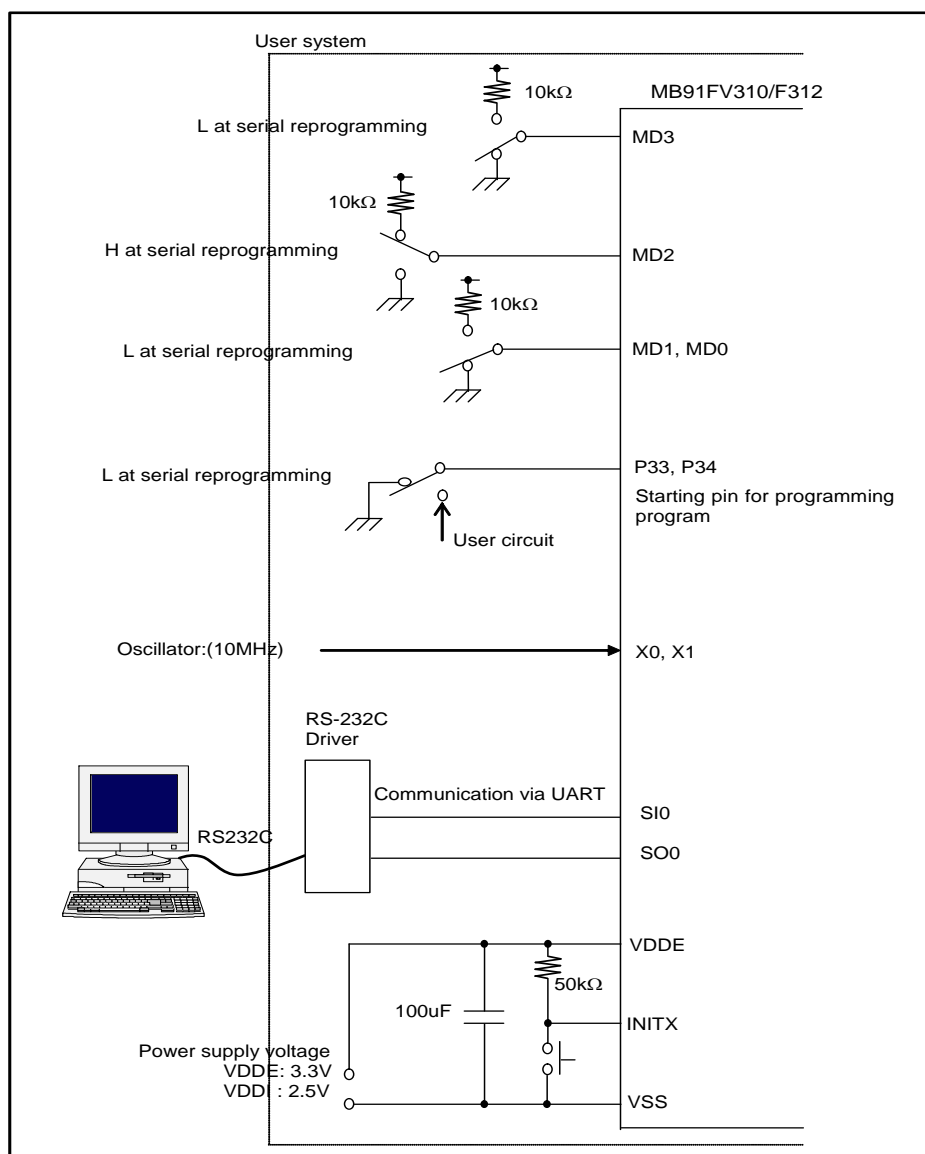 User system
10kΩ
MB91FV310/F312
L at serial reprogramming
MD3
10kΩ
H at serial reprogramming
MD2
10kΩ
L at serial reprogramming
MD1, MD0
L at serial reprogramming
P33, P34
Starting pin for programming
program
User circuit
Oscillator:(10MHz)
X0, X1
RS-232C
Driver
Communication via UART
SI0
RS232C
SO0
VDDE
50kΩ
100uF
INITX
Power supply voltage
VDDE: 3.3V
VDDI : 2.5V
VSS